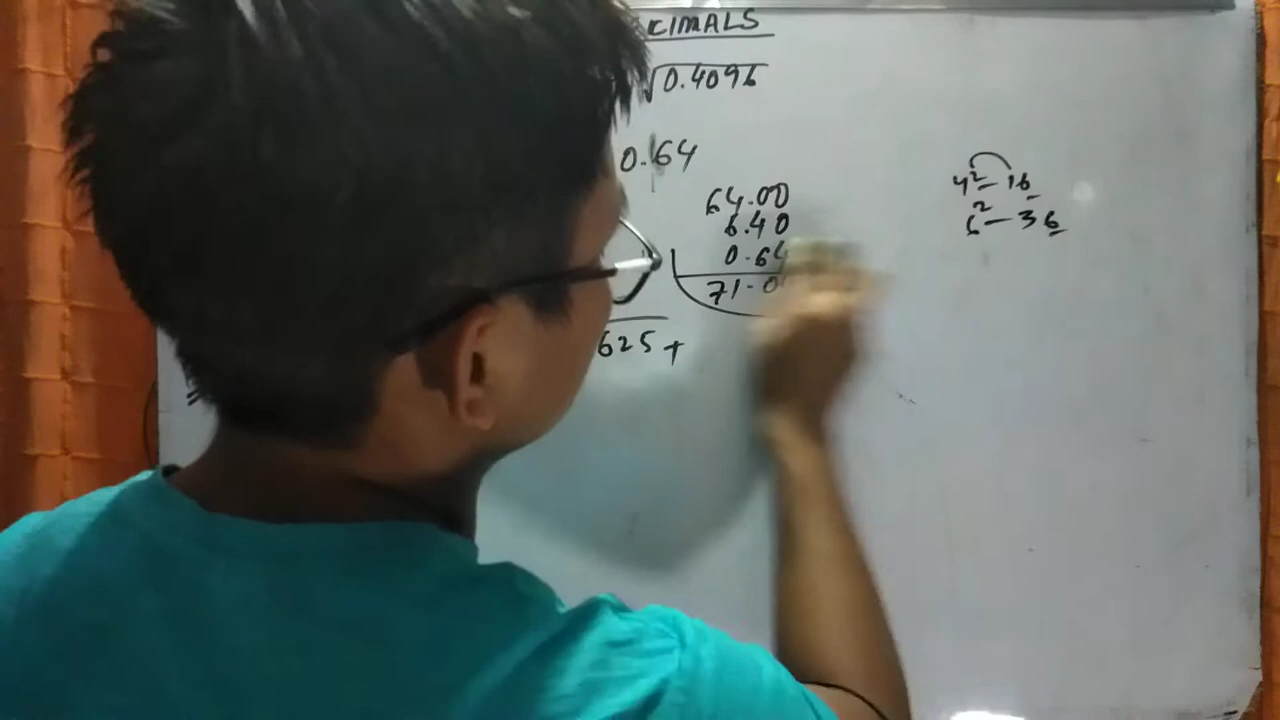 CIMALS
√0.4096
0.64
64.00
6.40
0.64
71.0
625+
4² - 16
6² - 36